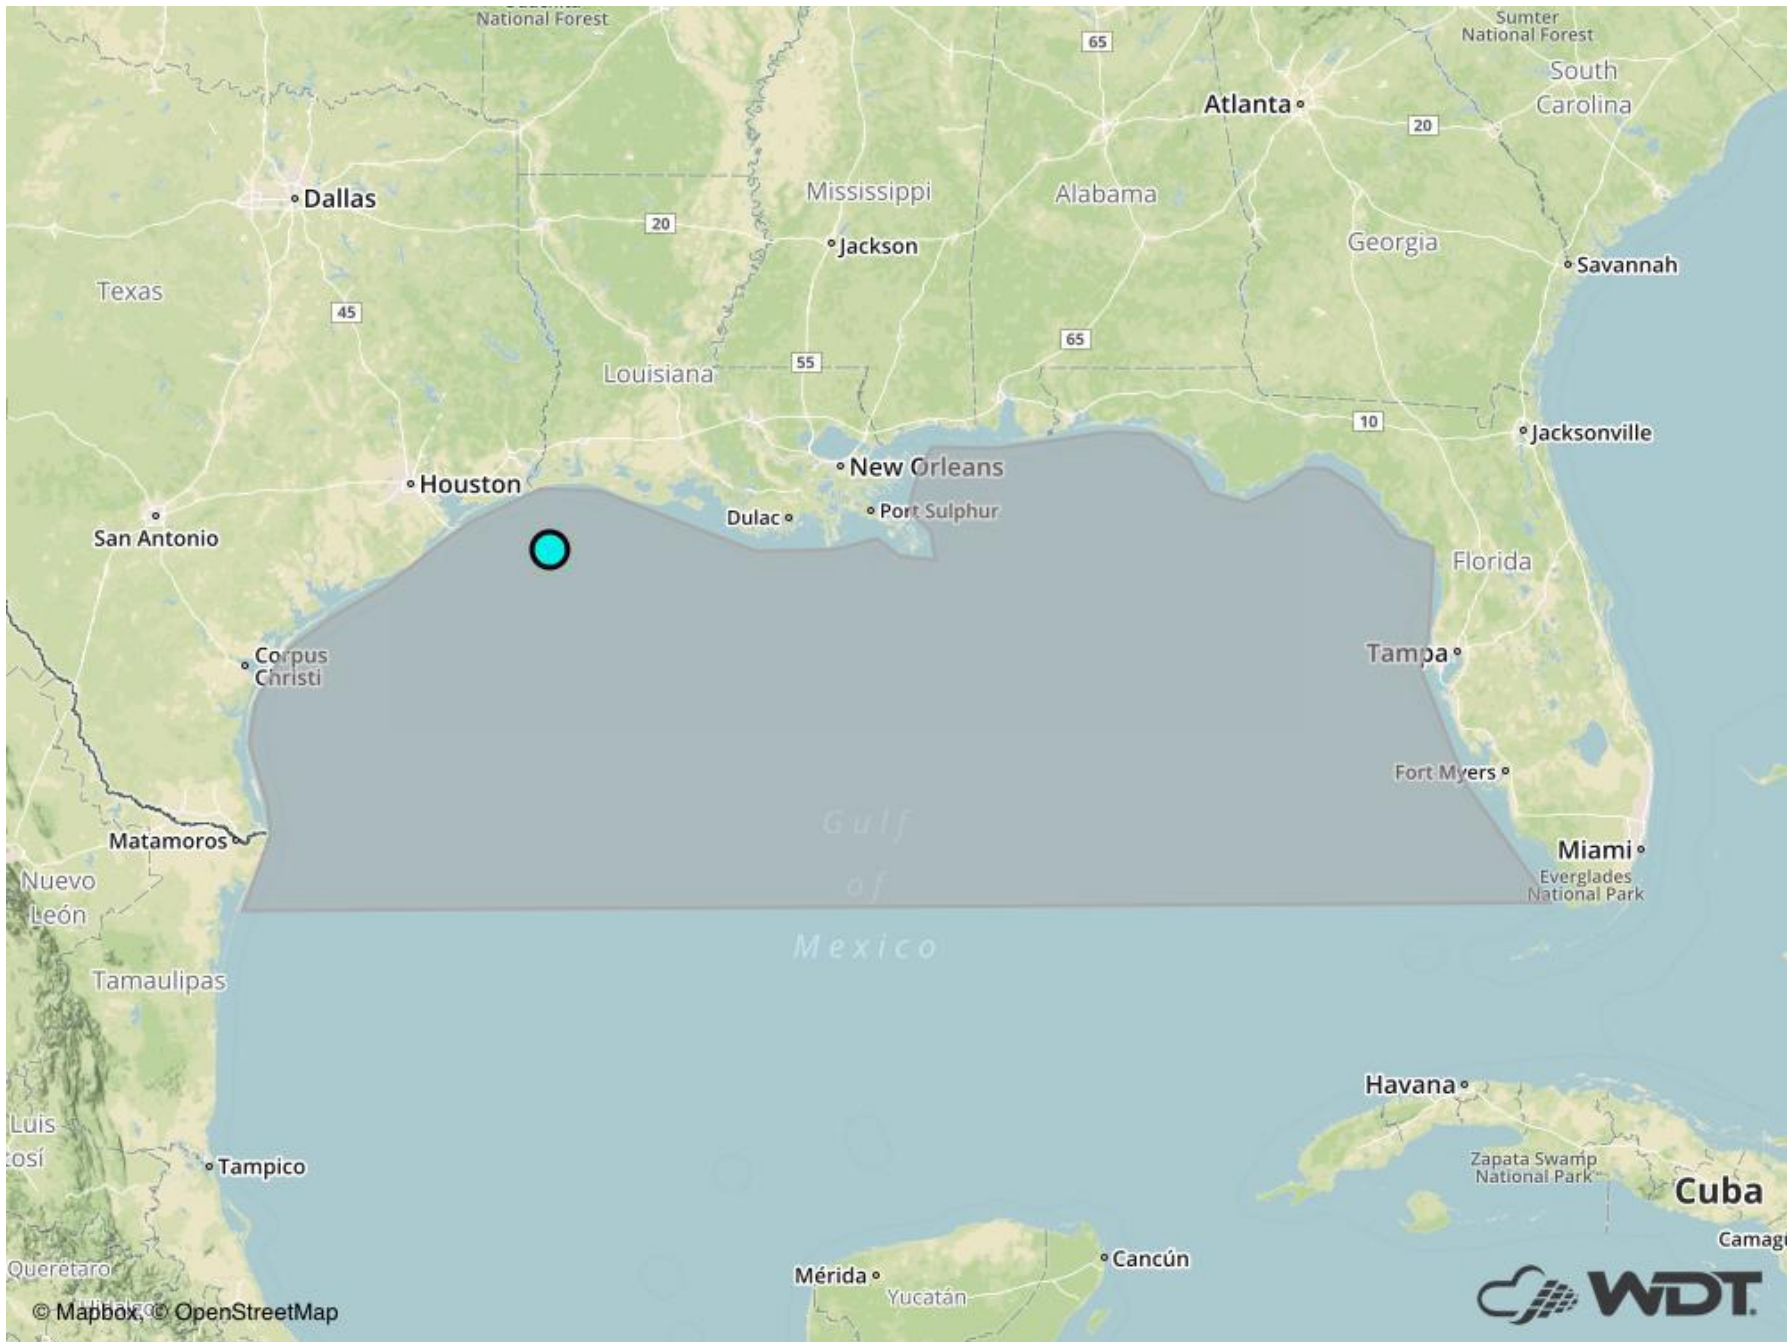 National Forest
65
Sumter
National Forest
South
Carolina
Atlanta
20
Dallas
Mississippi
Alabama
20
Jackson
Georgia
Savannah
Texas
45
65
Louisiana
55
10
Jacksonville
New Orleans
Houston
Dulac
Port Sulphur
San Antonio
Florida
Corpus
Christi
Tampa
Fort Myers
Gulf
of
Mexico
Matamoros
Miami
Everglades
National Park
Nuevo
León
Tamaulipas
Havana
Luis
Tampico
Zapata Swamp
National Park
Cuba
Cancún
Mérida
Yucatán
Querétaro
Hidalgo
© Mapbox, © OpenStreetMap
WDT